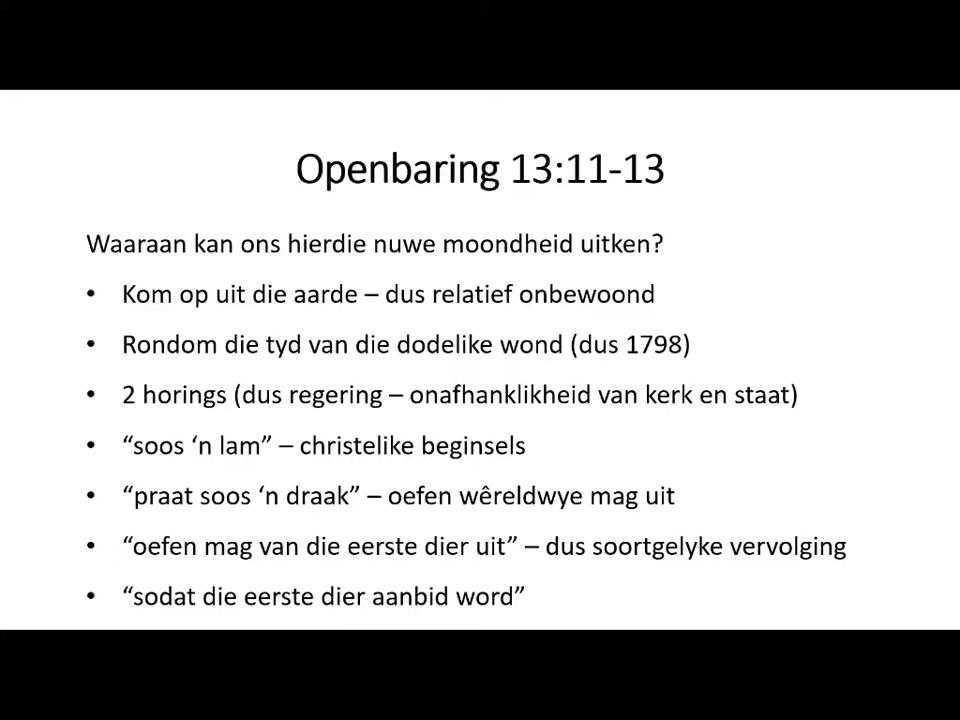 Openbaring 13:11-13
Waaraan kan ons hierdie nuwe moondheid uitken?
• Kom op uit die aarde – dus relatief onbewoond
• Rondom die tyd van die dodelike wond (dus 1798)
• 2 horings (dus regering – onafhanklikheid van kerk en staat)
• “soos ‘n lam” – christelike beginsels
• “praat soos ‘n draak” – oefen wêreldwye mag uit
• “oefen mag van die eerste dier uit” – dus soortgelyke vervolging
• “sodat die eerste dier aanbid word”